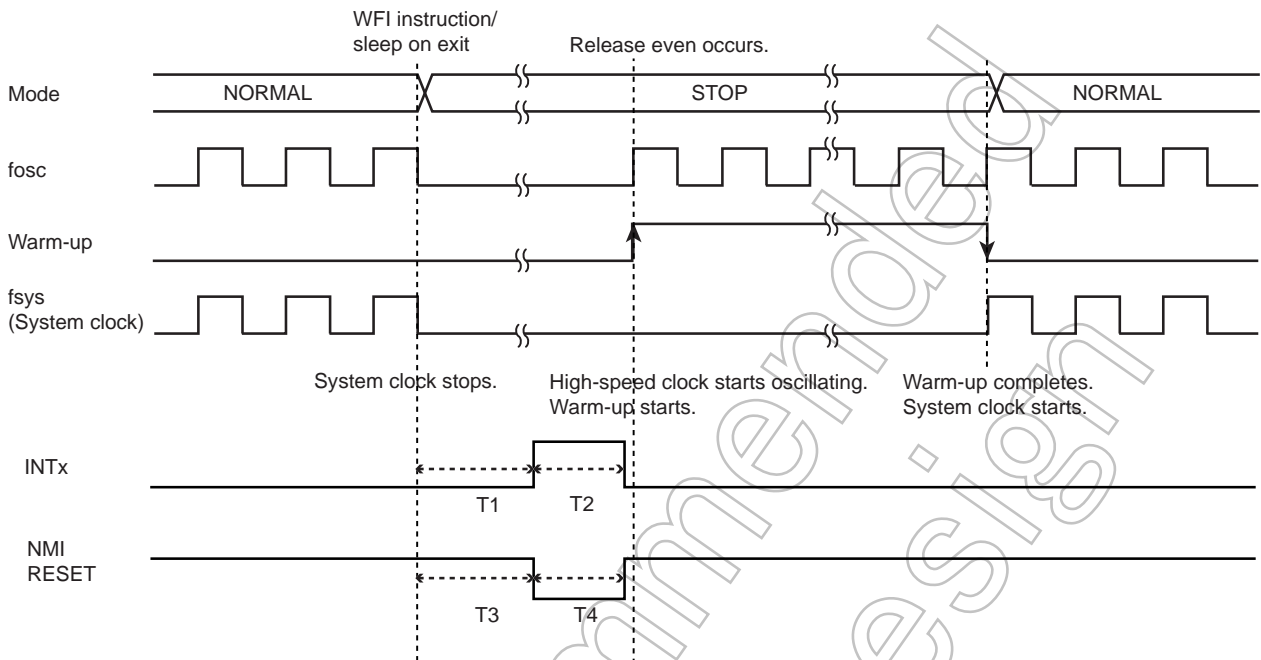 WFI instruction/
sleep on exit
Release even occurs.
Mode
NORMAL
STOP
NORMAL
fosc
Warm-up
fsys
(System clock)
System clock stops.
High-speed clock starts oscillating.
Warm-up starts.
Warm-up completes.
System clock starts.
INTx
T1
T2
NMI
RESET
T3
T4
mmended
esign